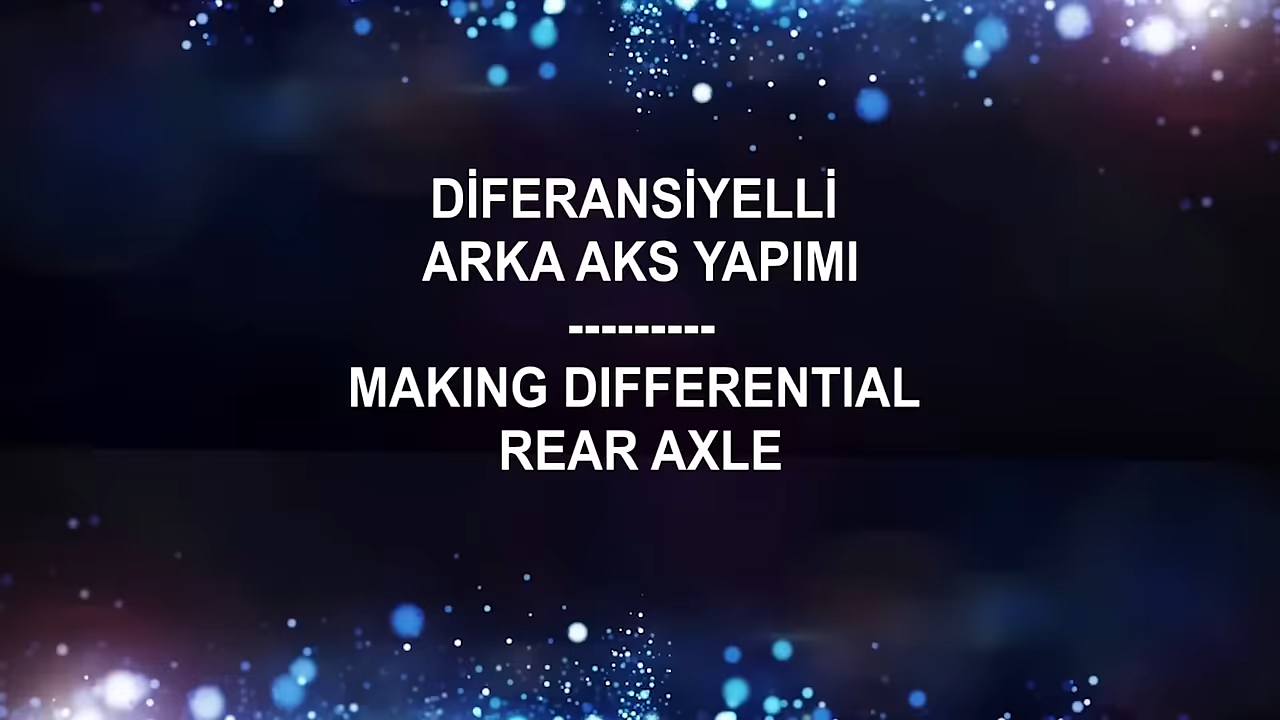 DİFERANSİYELLİ
ARKA AKS YAPIMI
---------
MAKING DIFFERENTIAL
REAR AXLE